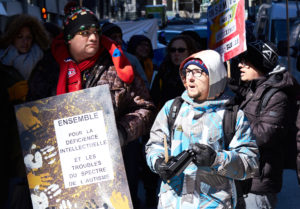 ENSEMBLE
POUR LA
DÉFICIENCE
INTELLECTUELLE
ET LES
TROUBLES DU
SPECTRE DE
L'AUTISME